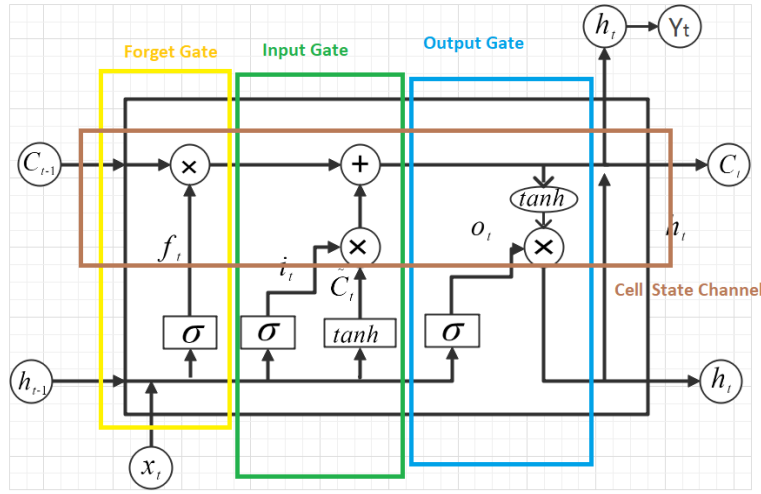 h_t
Y_t
Forget Gate
Input Gate
Output Gate
C_{t-1}
×
+
tanh
C_t
f_t
i_t
×
C̃_t
o_t
×
h_t
Cell State Channel
σ
σ
tanh
σ
h_{t-1}
h_t
x_t